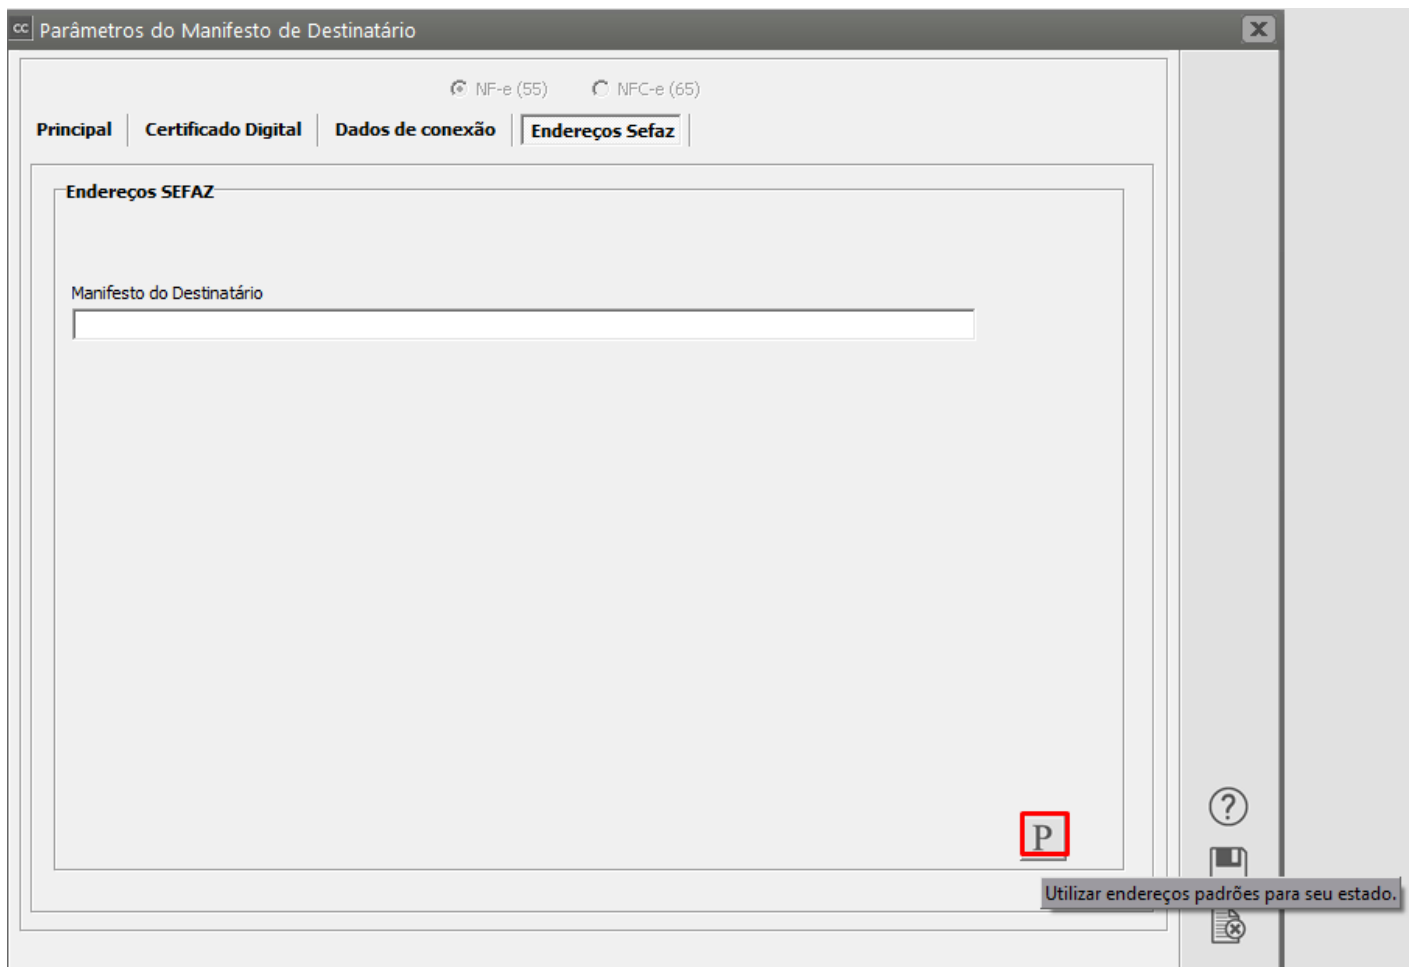 cc Parâmetros do Manifesto de Destinatário X
NF-e (55) NFC-e (65)
Principal Certificado Digital Dados de conexão Endereços Sefaz
Endereços SEFAZ
Manifesto do Destinatário
?
P
Utilizar endereços padrões para seu estado.